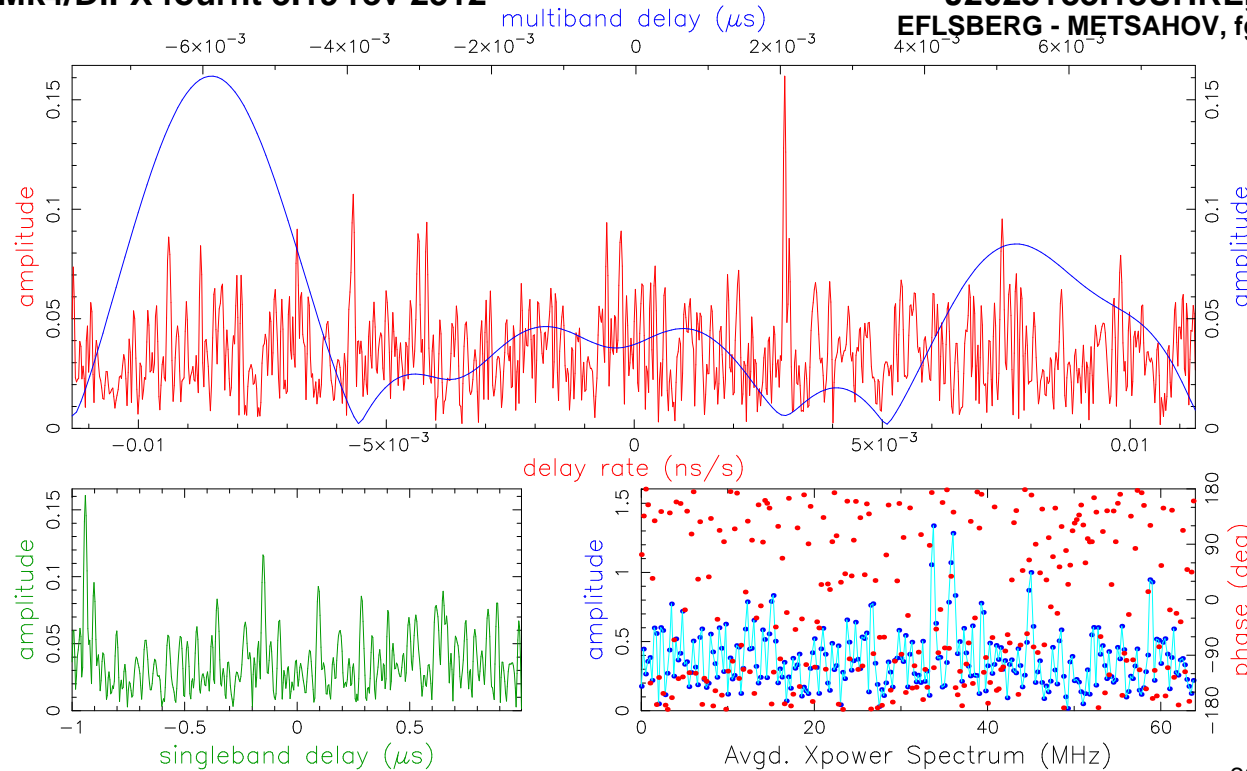 multiband delay (μs)
EFLSBERG - METSAHOV, fg
−6×10⁻³ −4×10⁻³ −2×10⁻³ 0 2×10⁻³ 4×10⁻³ 6×10⁻³
amplitude
0.15
0.1
0.05
0
0.15
0.1
0.05
0
amplitude
−0.01 −5×10⁻³ 0 5×10⁻³ 0.01
delay rate (ns/s)
amplitude
0.15
0.1
0.05
0
−1 −0.5 0 0.5
singleband delay (μs)
amplitude
1.5
1
0.5
0
180
90
0
−90
−180
phase (deg)
0 20 40 60
Avgd. Xpower Spectrum (MHz)